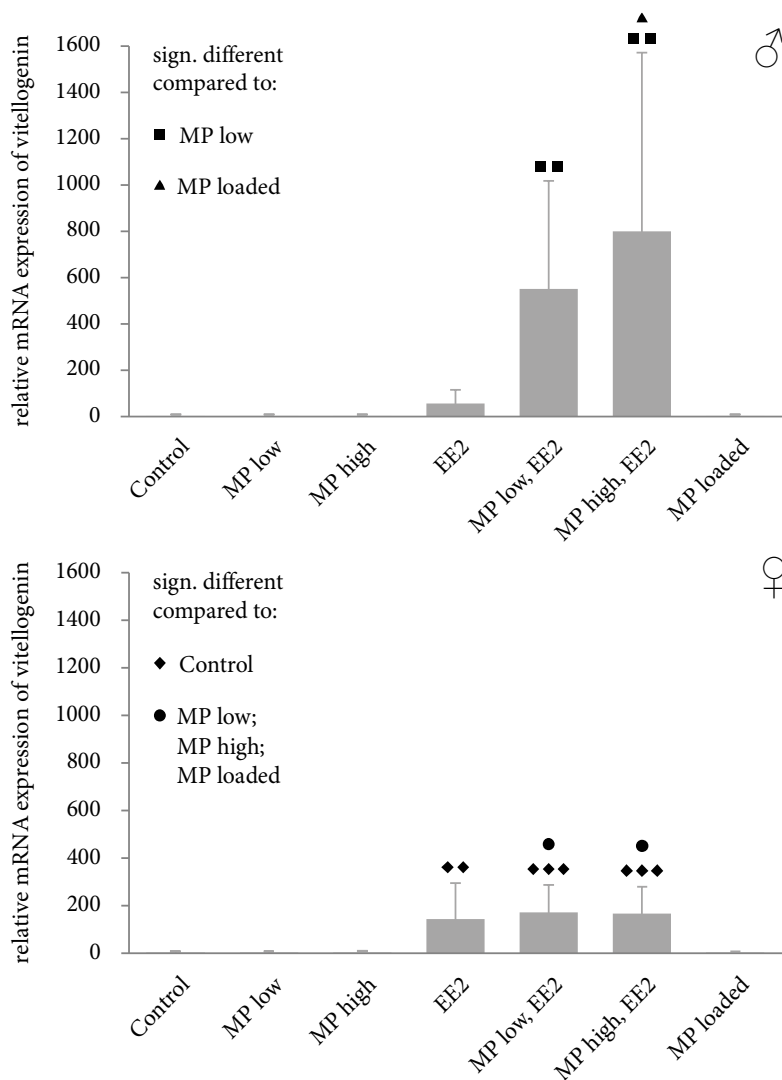 relative mRNA expression of vitellogenin
1600
1400
1200
1000
800
600
400
200
0
sign. different
compared to:
■ MP low
▲ MP loaded
▲
■■
■■
♂
Control
MP low
MP high
EE2
MP low, EE2
MP high, EE2
MP loaded
relative mRNA expression of vitellogenin
1600
1400
1200
1000
800
600
400
200
0
sign. different
compared to:
◆ Control
● MP low;
MP high;
MP loaded
◆◆
●
◆◆◆
●
◆◆◆
♀
Control
MP low
MP high
EE2
MP low, EE2
MP high, EE2
MP loaded